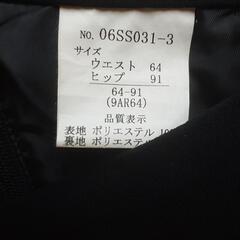 NO. 06SS031-3
サイズ
ウエスト 64
ヒップ 91
64-91
(9AR64)
品質表示
表地 ポリエステル
裏地 ポリエステル